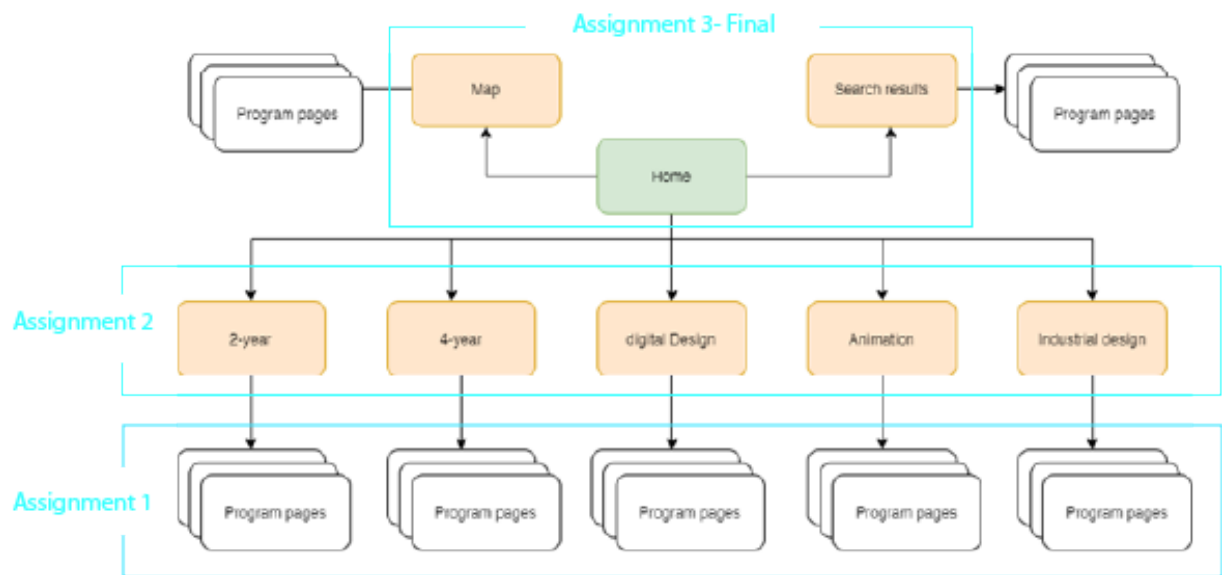 Assignment 3- Final
Map
Search results
Program pages
Program pages
Home
Assignment 2
2-year
4-year
digital Design
Animation
Industrial design
Assignment 1
Program pages
Program pages
Program pages
Program pages
Program pages